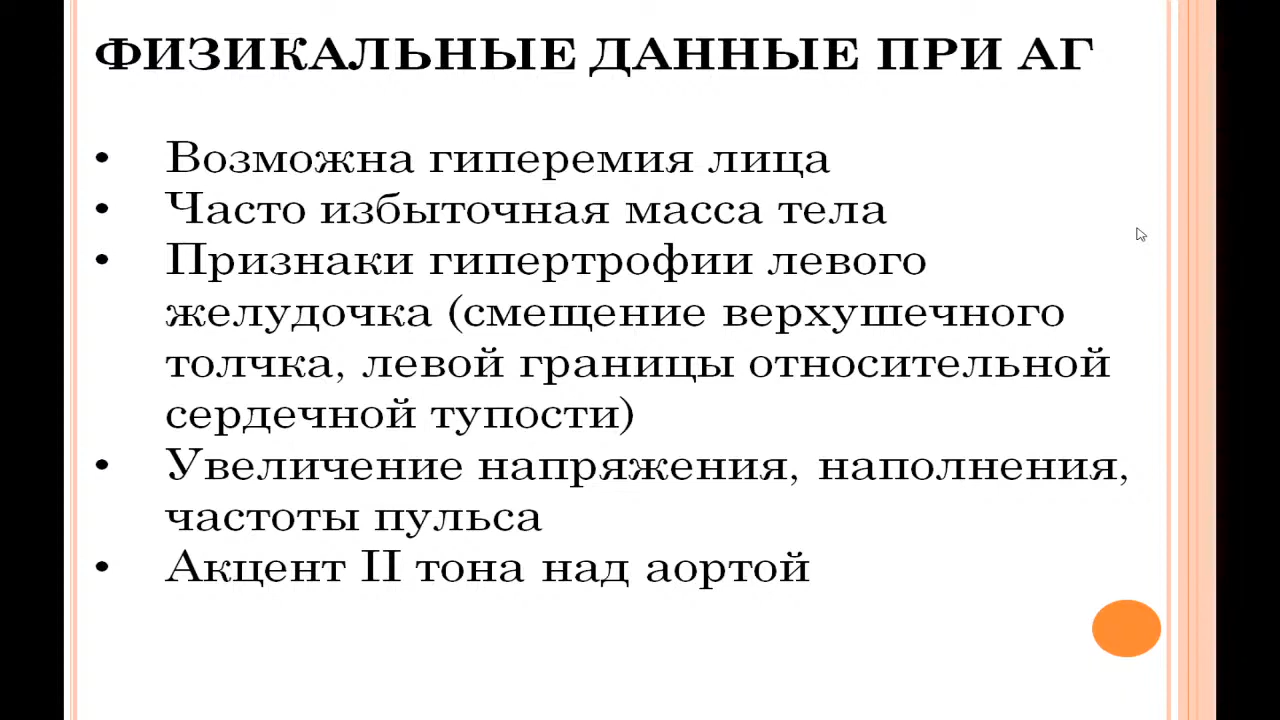 ФИЗИКАЛЬНЫЕ ДАННЫЕ ПРИ АГ
• Возможна гиперемия лица
• Часто избыточная масса тела
• Признаки гипертрофии левого
желудочка (смещение верхушечного
толчка, левой границы относительной
сердечной тупости)
• Увеличение напряжения, наполнения,
частоты пульса
• Акцент II тона над аортой